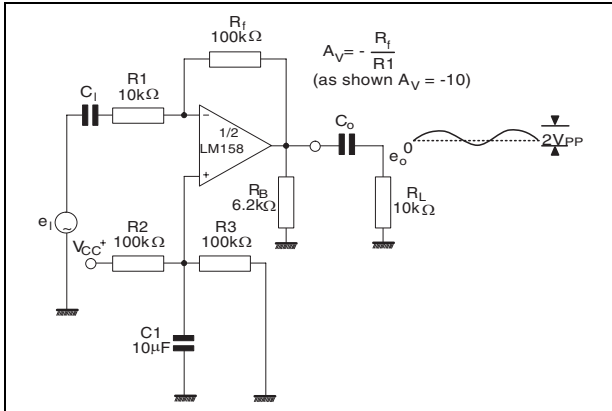 Rf
100kΩ
AV = - Rf
R1
(as shown AV = -10)
R1
10kΩ
CI
-
1/2
LM158
+
Co
eo
0
2VPP
RB
6.2kΩ
RL
10kΩ
eI
~
VCC+
R2
100kΩ
R3
100kΩ
C1
10µF